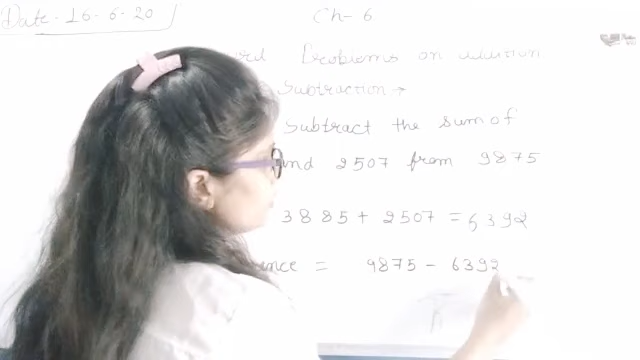 Date - 16-6-20
Ch-6
Problems on
Subtraction →
Subtract the sum of
and 2507 from 9875
3885 + 2507 = 6392
= 9875 - 6392